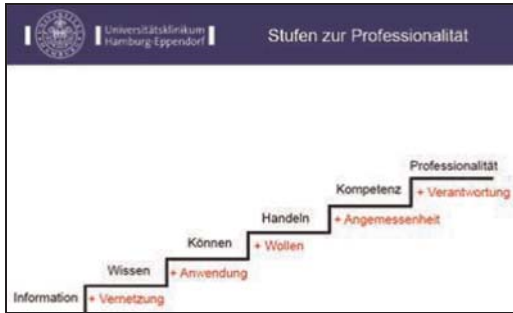 Universitätsklinikum
Hamburg-Eppendorf
Stufen zur Professionalität
Professionalität
+ Verantwortung
Kompetenz
+ Angemessenheit
Handeln
+ Wollen
Können
+ Anwendung
Wissen
+ Vernetzung
Information